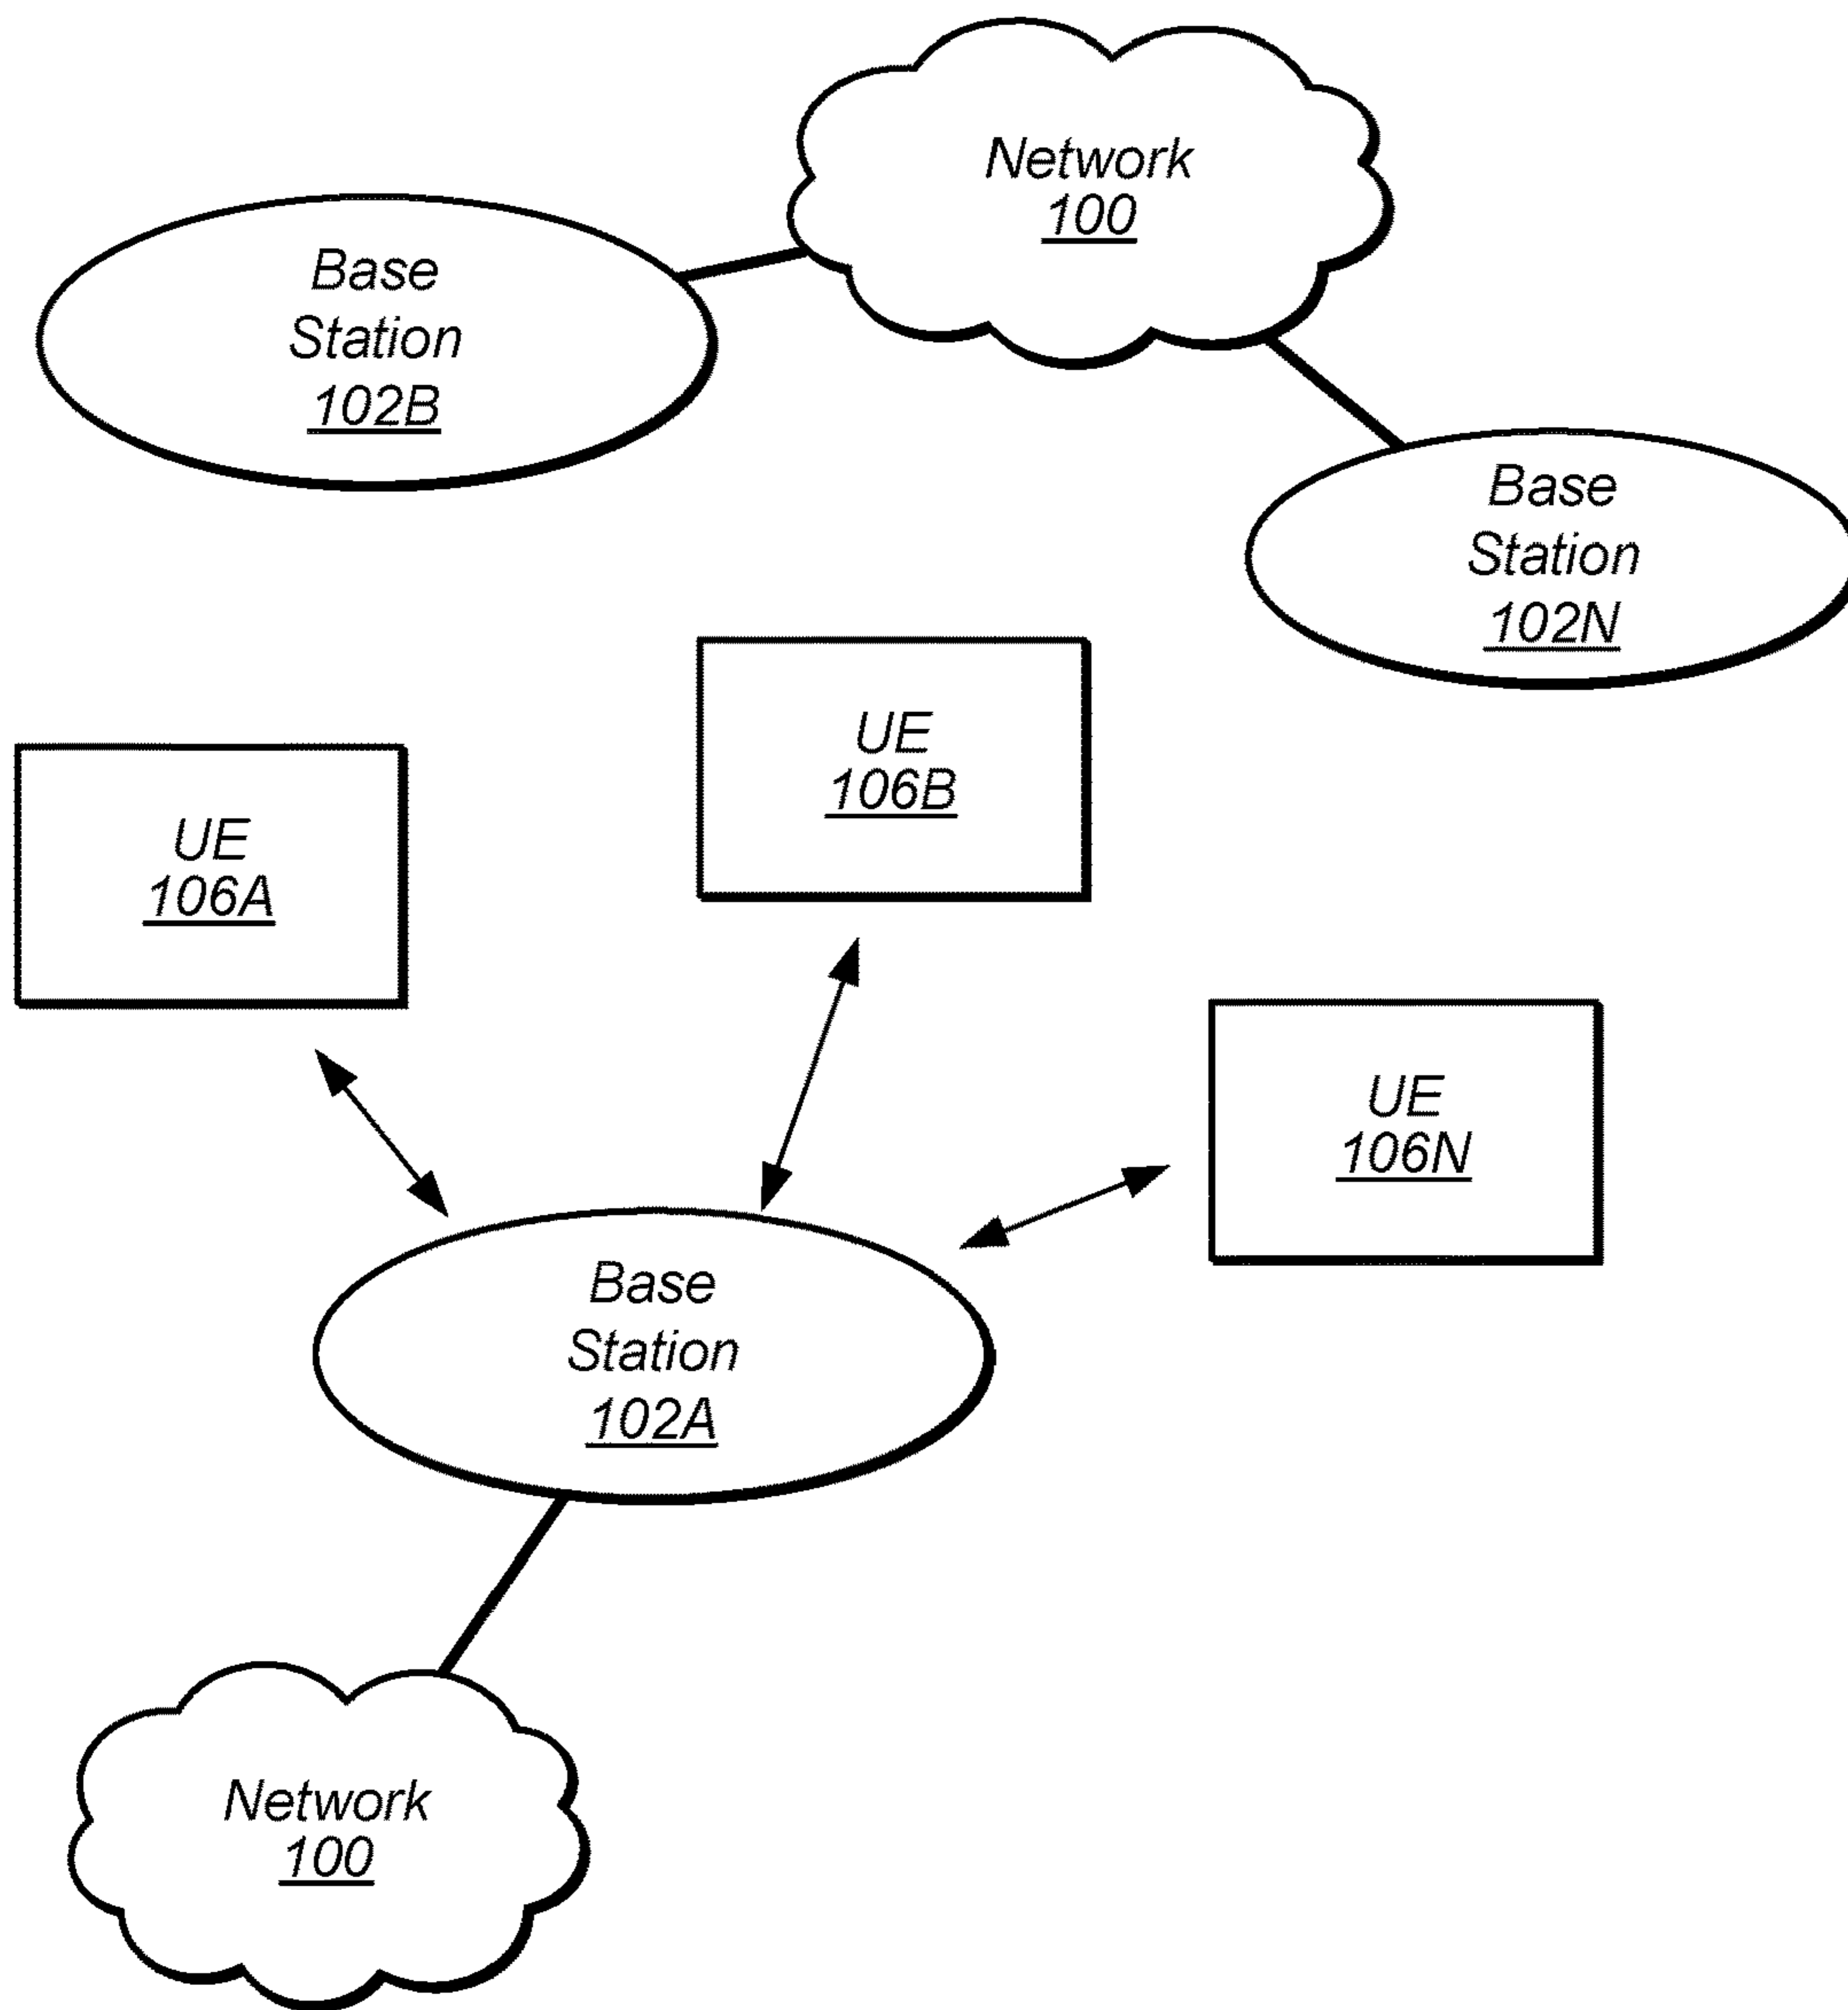 Network
100
Base
Station
102B
Base
Station
102N
UE
106B
UE
106A
UE
106N
Base
Station
102A
Network
100